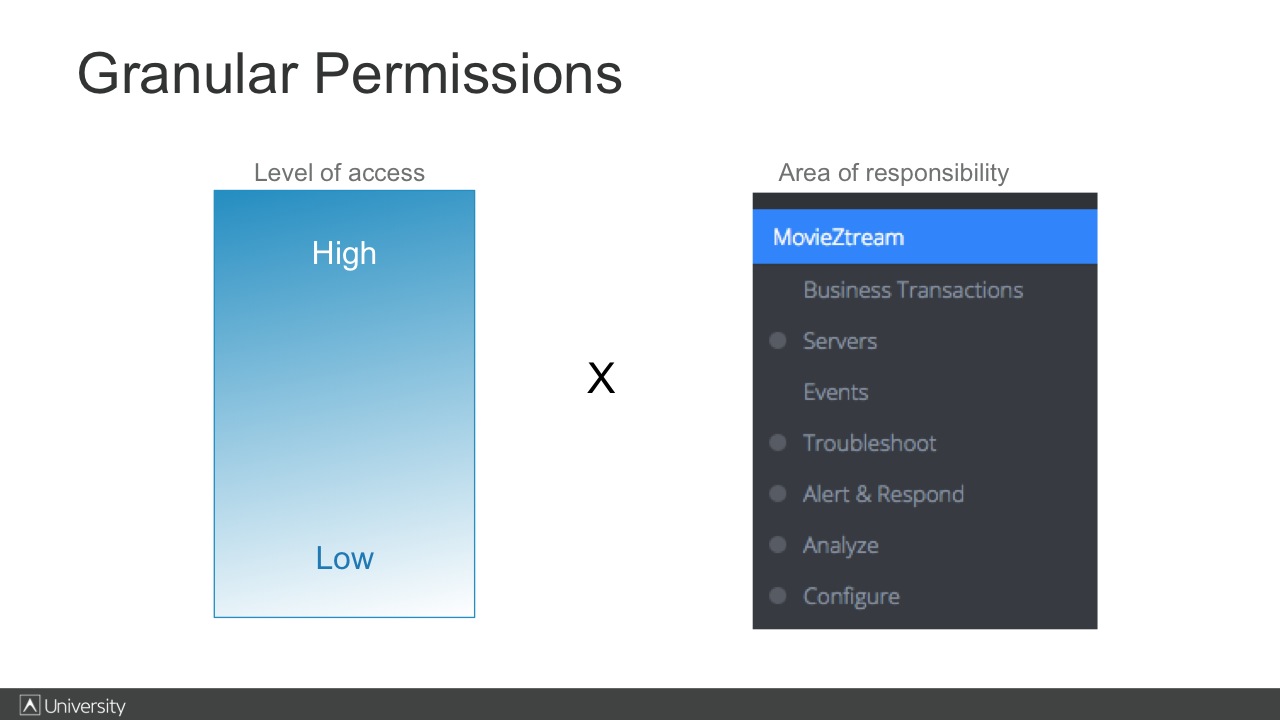 Granular Permissions
Level of access
High
Low
X
Area of responsibility
MovieZtream
Business Transactions
Servers
Events
Troubleshoot
Alert & Respond
Analyze
Configure
University